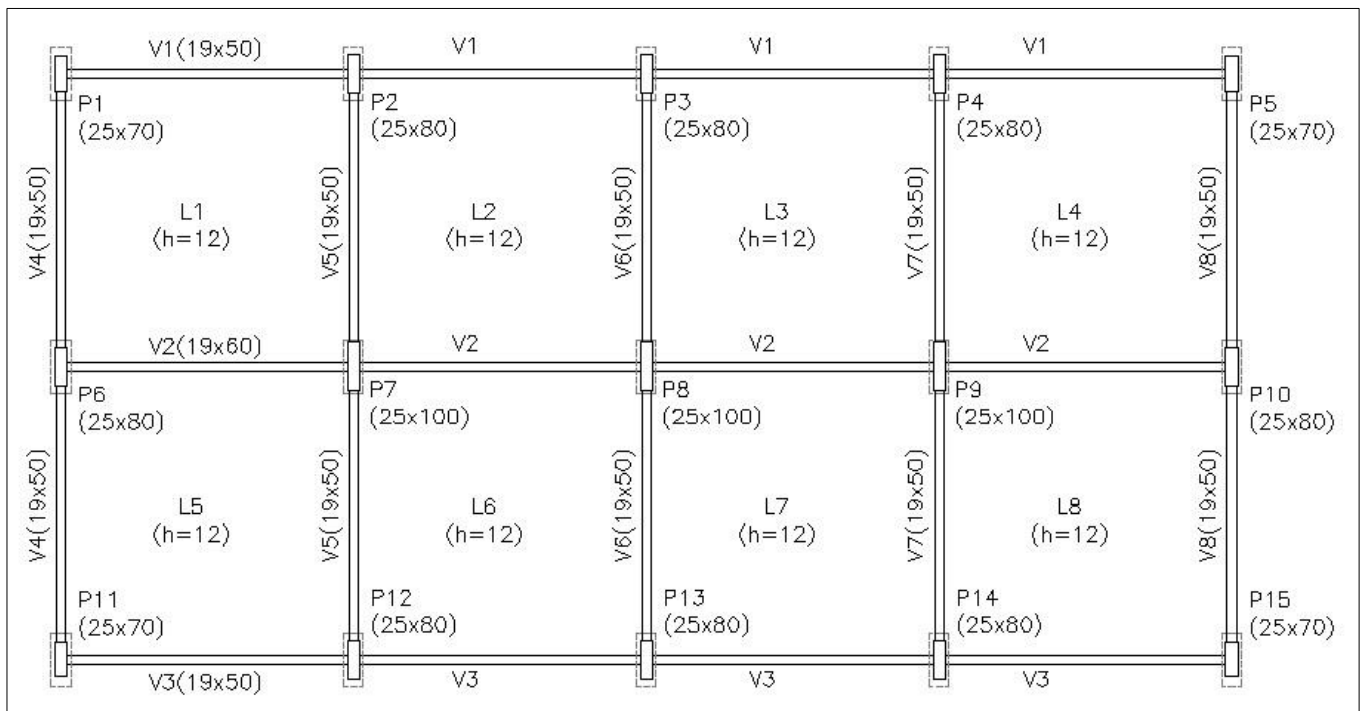 V1(19x50)
V1
V1
V1
P1
(25x70)
P2
(25x80)
P3
(25x80)
P4
(25x80)
P5
(25x70)
V4(19x50)
L1
(h=12)
V5(19x50)
L2
(h=12)
V6(19x50)
L3
(h=12)
V7(19x50)
L4
(h=12)
V8(19x50)
V2(19x60)
V2
V2
V2
P6
(25x80)
P7
(25x100)
P8
(25x100)
P9
(25x100)
P10
(25x80)
V4(19x50)
L5
(h=12)
V5(19x50)
L6
(h=12)
V6(19x50)
L7
(h=12)
V7(19x50)
L8
(h=12)
V8(19x50)
P11
(25x70)
P12
(25x80)
P13
(25x80)
P14
(25x80)
P15
(25x70)
V3(19x50)
V3
V3
V3